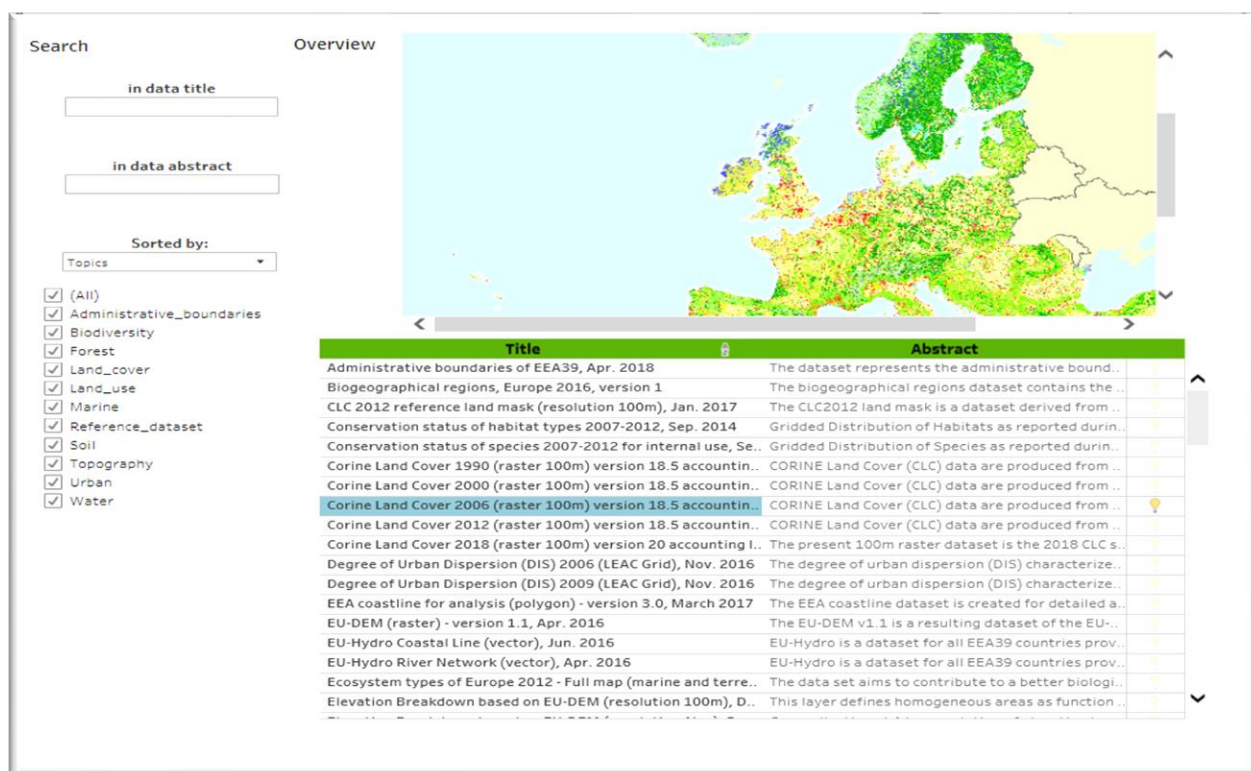 Search
Overview
in data title
in data abstract
Sorted by:
Topics
(All)
Administrative_boundaries
Biodiversity
Forest
Land_cover
Land_use
Marine
Reference_dataset
Soil
Topography
Urban
Water
Title Abstract
Administrative boundaries of EEA39, Apr. 2018 The dataset represents the administrative bound..
Biogeographical regions, Europe 2016, version 1 The biogeographical regions dataset contains the ..
CLC 2012 reference land mask (resolution 100m), Jan. 2017 The CLC2012 land mask is a dataset derived from ..
Conservation status of habitat types 2007-2012, Sep. 2014 Gridded Distribution of Habitats as reported durin..
Conservation status of species 2007-2012 for internal use, Se.. Gridded Distribution of Species as reported durin..
Corine Land Cover 1990 (raster 100m) version 18.5 accountin.. CORINE Land Cover (CLC) data are produced from ..
Corine Land Cover 2000 (raster 100m) version 18.5 accountin.. CORINE Land Cover (CLC) data are produced from ..
Corine Land Cover 2006 (raster 100m) version 18.5 accountin.. CORINE Land Cover (CLC) data are produced from ..
Corine Land Cover 2012 (raster 100m) version 18.5 accountin.. CORINE Land Cover (CLC) data are produced from ..
Corine Land Cover 2018 (raster 100m) version 20 accounting l.. The present 100m raster dataset is the 2018 CLC s..
Degree of Urban Dispersion (DIS) 2006 (LEAC Grid), Nov. 2016 The degree of urban dispersion (DIS) characterize..
Degree of Urban Dispersion (DIS) 2009 (LEAC Grid), Nov. 2016 The degree of urban dispersion (DIS) characterize..
EEA coastline for analysis (polygon) - version 3.0, March 2017 The EEA coastline dataset is created for detailed a..
EU-DEM (raster) - version 1.1, Apr. 2016 The EU-DEM v1.1 is a resulting dataset of the EU-..
EU-Hydro Coastal Line (vector), Jun. 2016 EU-Hydro is a dataset for all EEA39 countries prov..
EU-Hydro River Network (vector), Apr. 2016 EU-Hydro is a dataset for all EEA39 countries prov..
Ecosystem types of Europe 2012 - Full map (marine and terre.. The data set aims to contribute to a better biologi..
Elevation Breakdown based on EU-DEM (resolution 100m), D.. This layer defines homogeneous areas as function ..